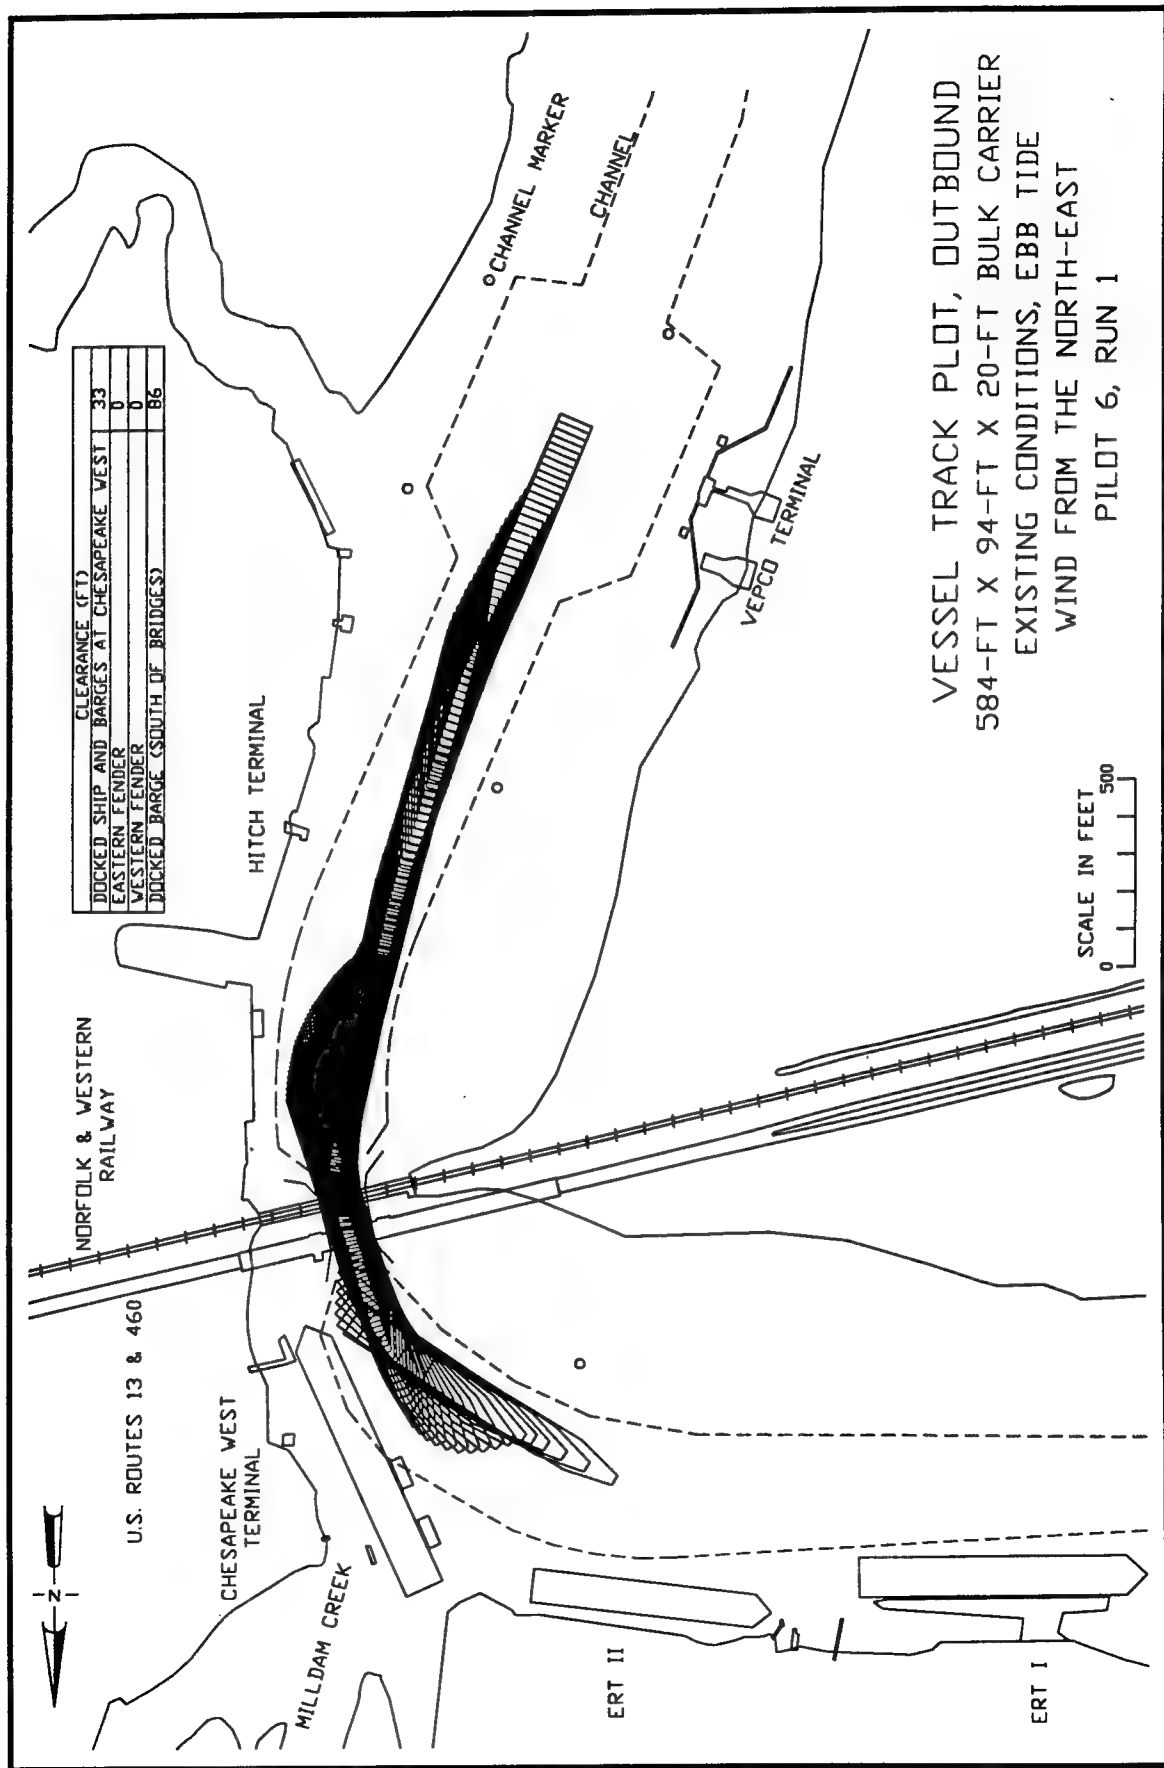 CLEARANCE (FT)
DOCKED SHIP AND BARGES AT CHESAPEAKE WEST 33
EASTERN FENDER 0
WESTERN FENDER 0
DOCKED BARGE (SOUTH OF BRIDGES) 86
N
U.S. ROUTES 13 & 460
NORFOLK & WESTERN
RAILWAY
HITCH TERMINAL
CHANNEL MARKER
CHANNEL
CHESAPEAKE WEST
TERMINAL
MILLDAM CREEK
VEPCO TERMINAL
ERT II
ERT I
SCALE IN FEET
0 500
VESSEL TRACK PLOT, OUTBOUND
584-FT X 94-FT X 20-FT BULK CARRIER
EXISTING CONDITIONS, EBB TIDE
WIND FROM THE NORTH-EAST
PILOT 6, RUN 1